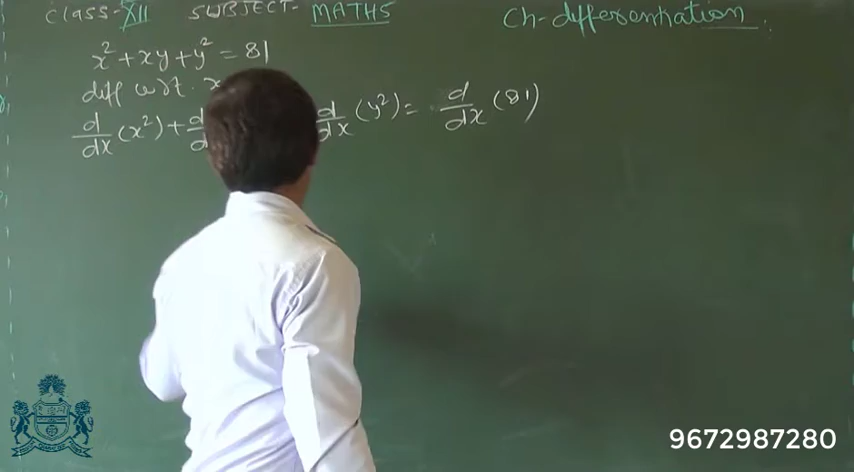 Class-XII SUBJECT- MATHS Ch-differentiation
x²+xy+y²=81
diff w.r.t. x
d/dx (x²)+d d/dx (y²)= d/dx (81)
9672987280